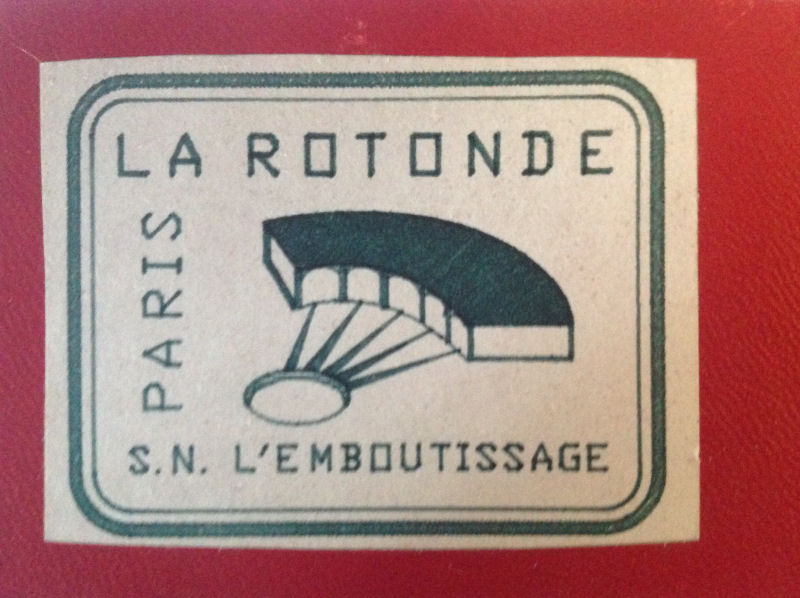 LA ROTONDE
PARIS
S.N. L'EMBOUTISSAGE